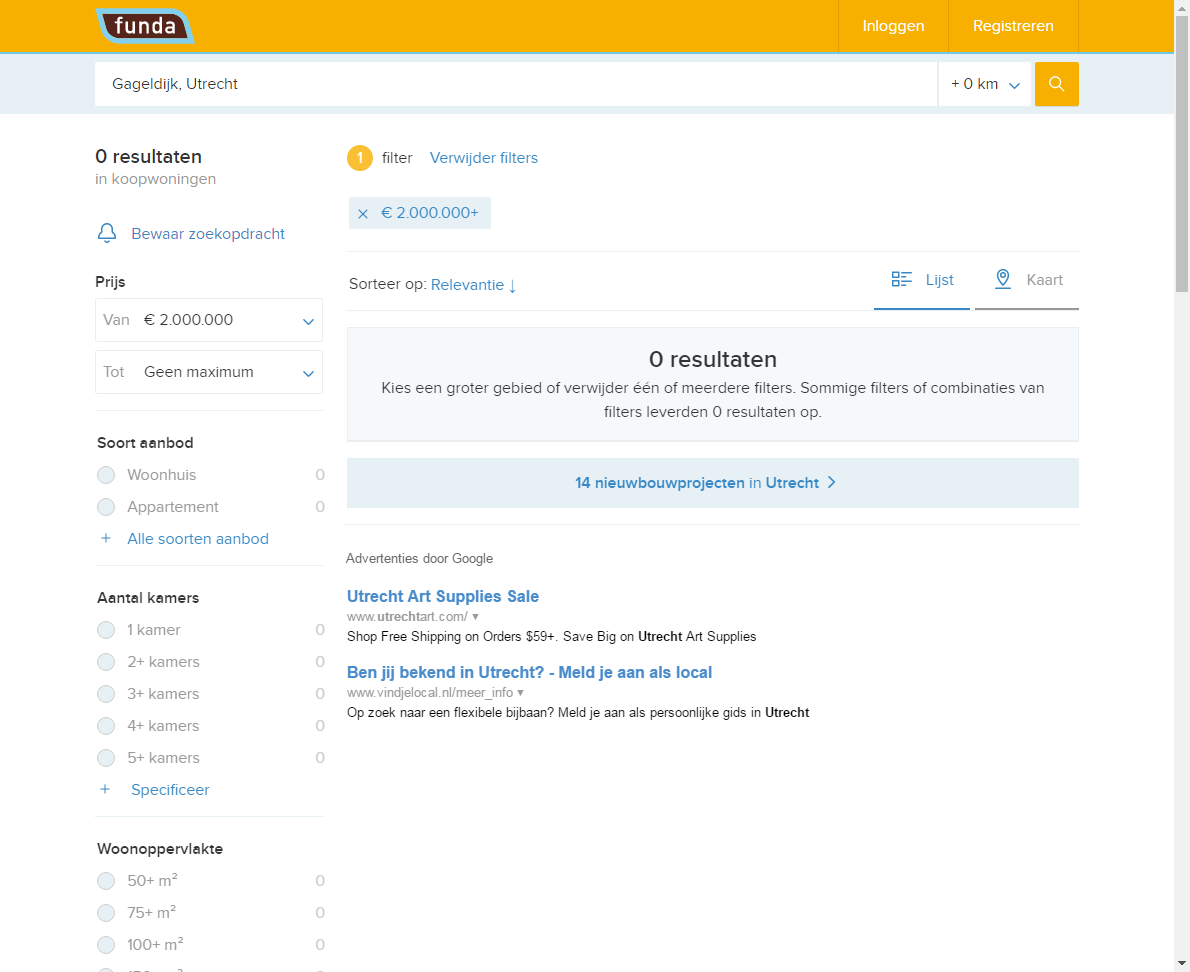 funda
Inloggen
Registreren
Gageldijk, Utrecht
+ 0 km
0 resultaten
in koopwoningen
Bewaar zoekopdracht
Prijs
Van € 2.000.000
Tot Geen maximum
Soort aanbod
Woonhuis 0
Appartement 0
+ Alle soorten aanbod
Aantal kamers
1 kamer 0
2+ kamers 0
3+ kamers 0
4+ kamers 0
5+ kamers 0
+ Specificeer
Woonoppervlakte
50+ m² 0
75+ m² 0
100+ m² 0
1 filter Verwijder filters
× € 2.000.000+
Sorteer op: Relevantie ↓
Lijst
Kaart
0 resultaten
Kies een groter gebied of verwijder één of meerdere filters. Sommige filters of combinaties van
filters leverden 0 resultaten op.
14 nieuwbouwprojecten in Utrecht
Advertenties door Google
Utrecht Art Supplies Sale
www.utrechtart.com/ ▼
Shop Free Shipping on Orders $59+. Save Big on Utrecht Art Supplies
Ben jij bekend in Utrecht? - Meld je aan als local
www.vindjelocal.nl/meer_info ▼
Op zoek naar een flexibele bijbaan? Meld je aan als persoonlijke gids in Utrecht